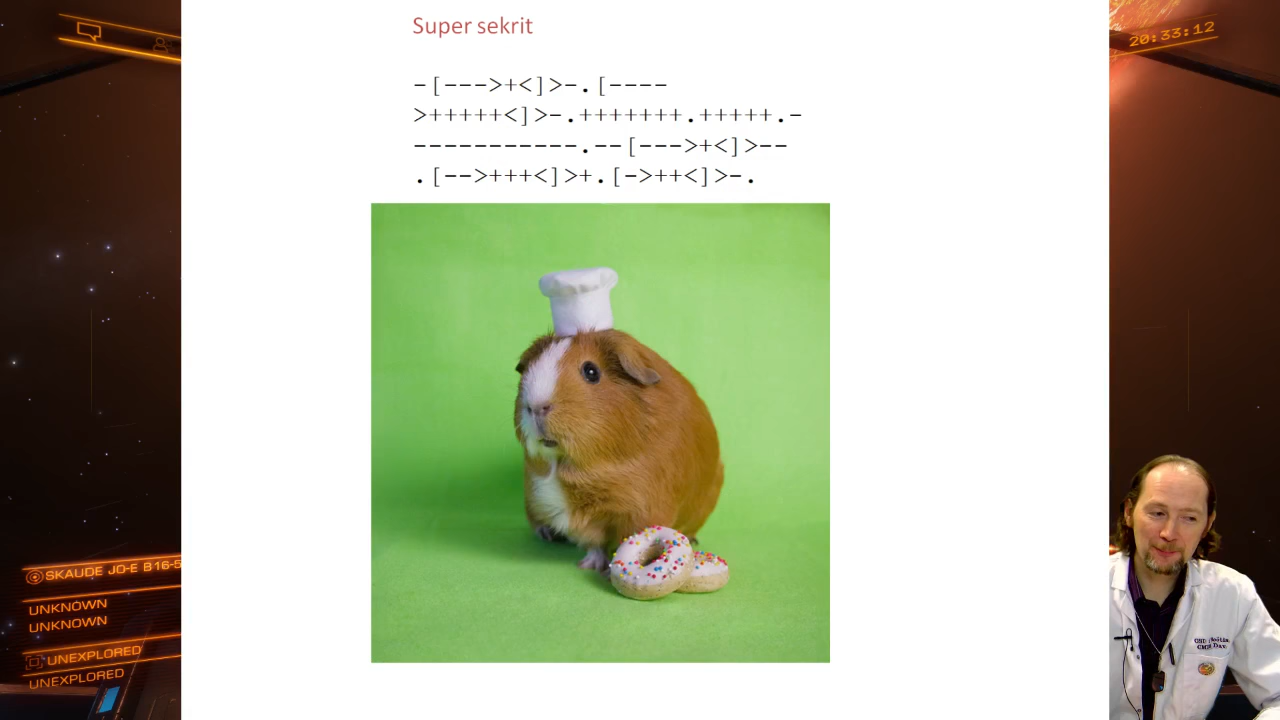 Super sekrit
-[--->+<]>-.[----
>+++++<]>-.+++++++.+++++.-
-----------.--[--->+<]>--
.[-->+++<]>+.[->++<]>-.
20:33:12
SKAUDE JO-E B16-5
UNKNOWN
UNKNOWN
UNEXPLORED
UNEXPLORED